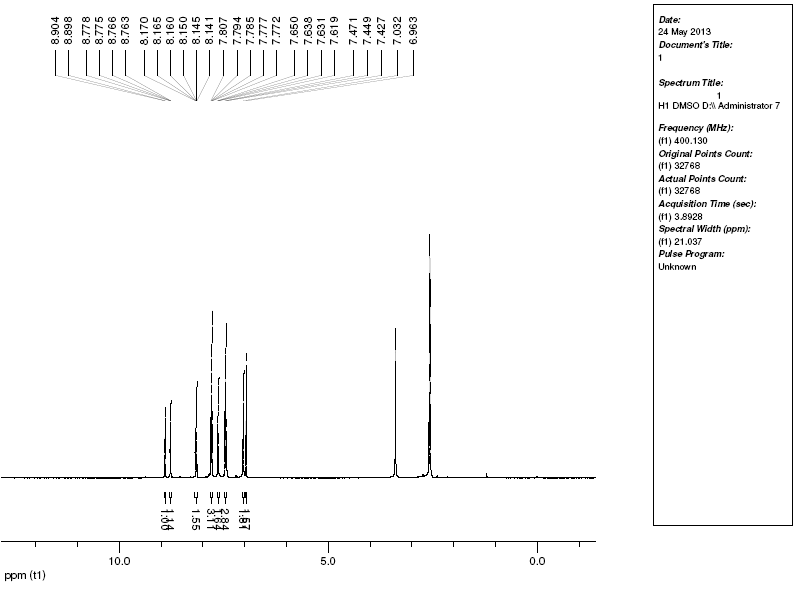 8.904
8.898
8.778
8.775
8.766
8.763
8.170
8.165
8.160
8.150
8.145
8.141
7.807
7.794
7.785
7.777
7.772
7.650
7.638
7.631
7.619
7.471
7.449
7.427
7.032
6.963
Date:
24 May 2013
Document's Title:
1
Spectrum Title:
1
H1 DMSO D:\\ Administrator 7
Frequency (MHz):
(f1) 400.130
Original Points Count:
(f1) 32768
Actual Points Count:
(f1) 32768
Acquisition Time (sec):
(f1) 3.8928
Spectral Width (ppm):
(f1) 21.037
Pulse Program:
Unknown
1.55
2.84
10.0
5.0
0.0
ppm (t1)